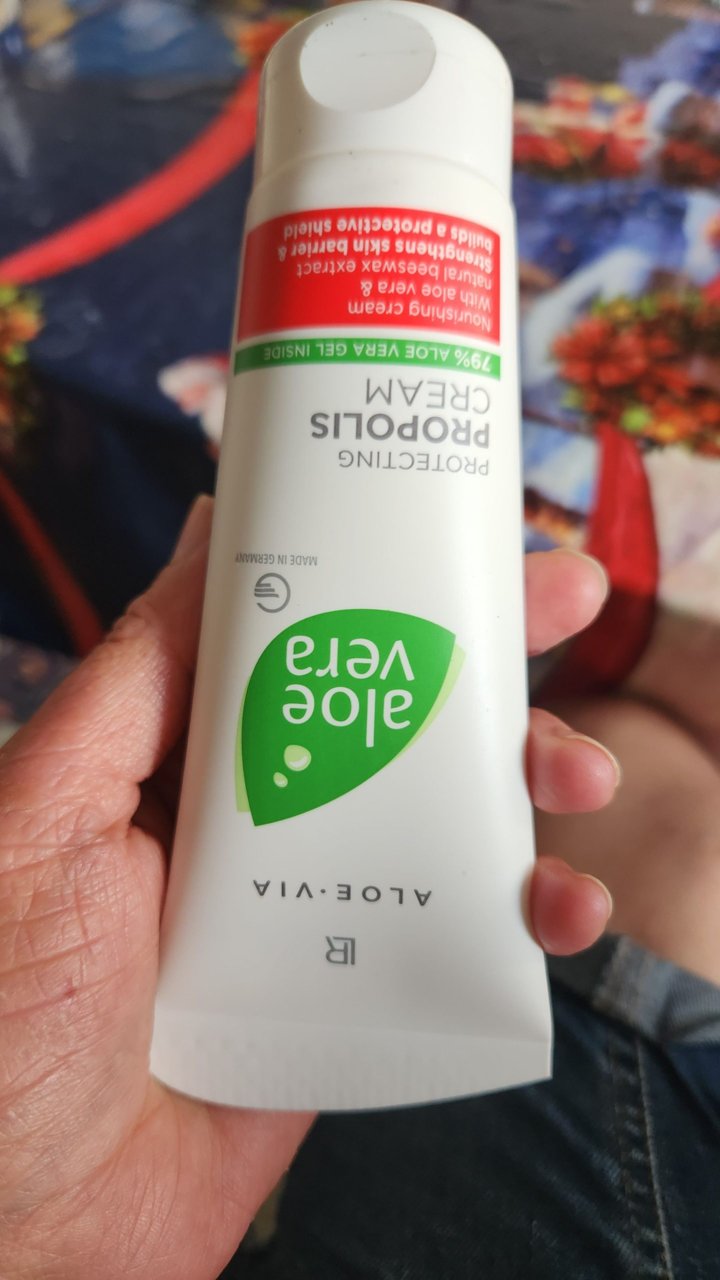 LR
ALOE·VIA
aloe
vera
MADE IN GERMANY
PROTECTING
PROPOLIS
CREAM
79% ALOE VERA GEL INSIDE
Nourishing cream
With aloe vera &
natural beeswax extract
Strengthens skin barrier &
builds a protective shield